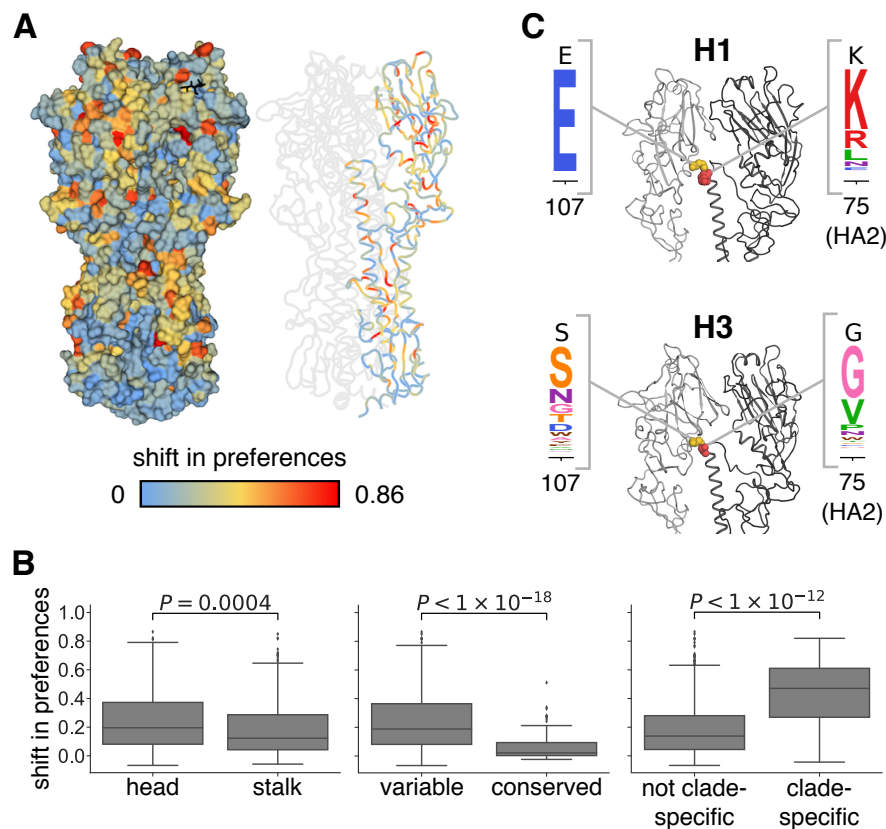 A
C
H1
E
E
107
K
K
R
L
N
75
(HA2)
shift in preferences
0
0.86
H3
S
S
N
G
T
D
107
G
G
V
P
N
75
(HA2)
B
shift in preferences
1.0
0.8
0.6
0.4
0.2
0.0
P = 0.0004
head
stalk
P < 1 × 10⁻¹⁸
variable
conserved
P < 1 × 10⁻¹²
not clade-
specific
clade-
specific